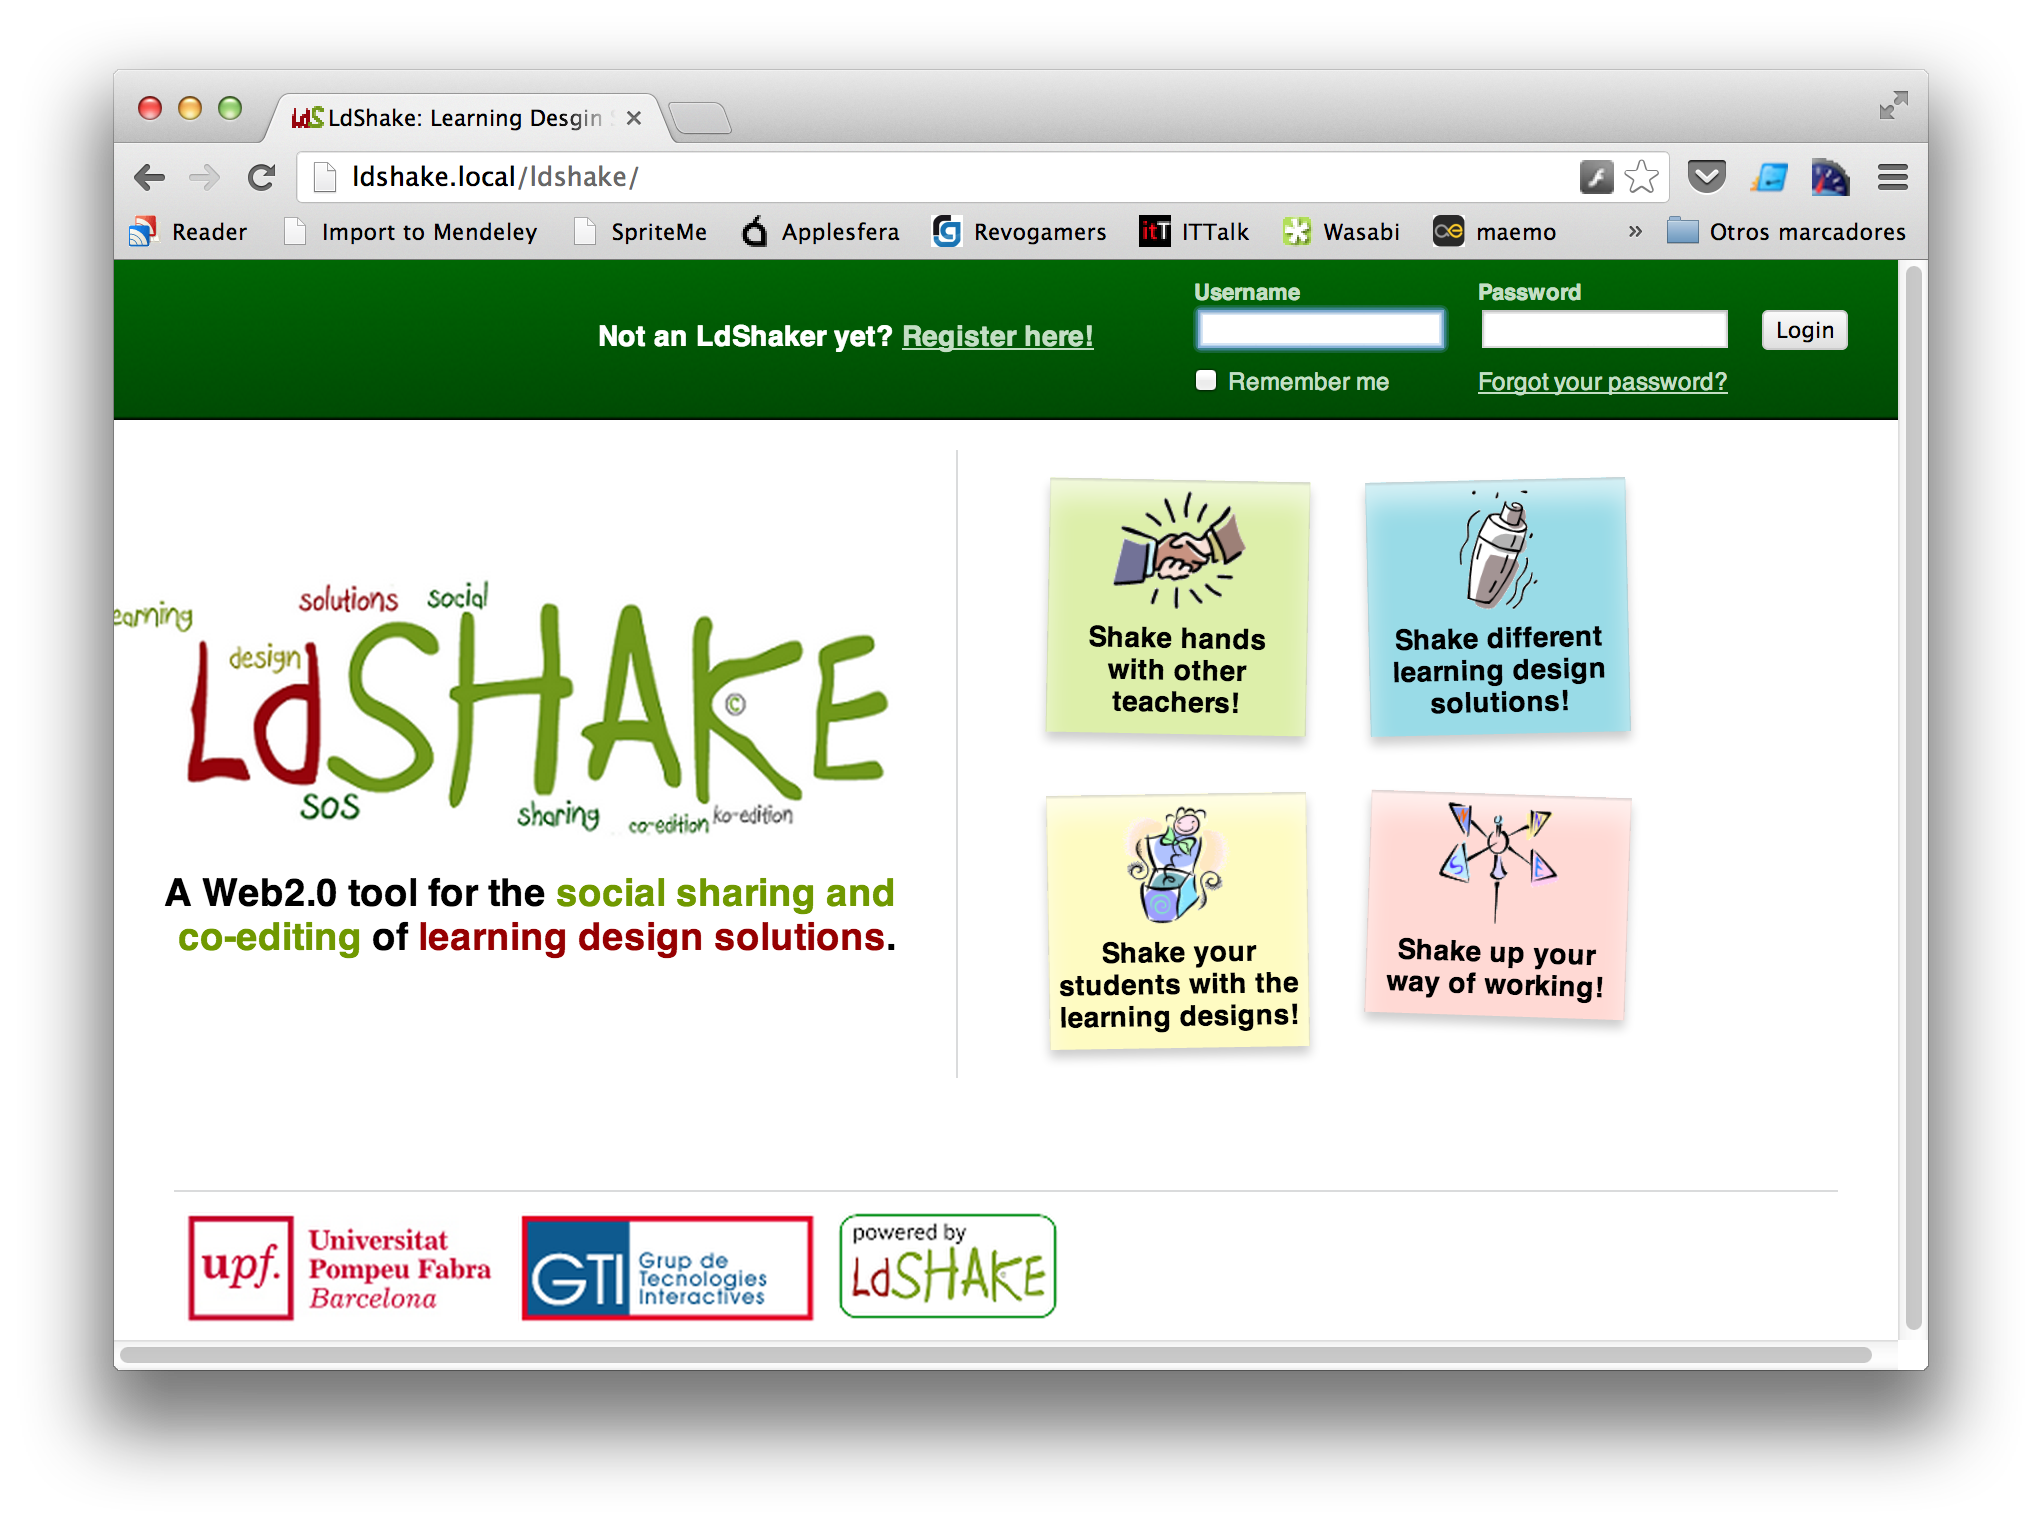 LdS LdShake: Learning Desgin
ldshake.local/ldshake/
Reader Import to Mendeley SpriteMe Applesfera Revogamers itT ITTalk Wasabi maemo » Otros marcadores
Username Password
Not an LdShaker yet? Register here!
Login
Remember me Forgot your password?
solutions social
earning
design
LdSHAKE
©
sos
sharing co-edition ko-edition
A Web2.0 tool for the social sharing and
co-editing of learning design solutions.
Shake hands
with other
teachers!
Shake different
learning design
solutions!
Shake your
students with the
learning designs!
N
S E
Shake up your
way of working!
upf. Universitat
Pompeu Fabra
Barcelona
GTI Grup de
Tecnologies
Interactives
powered by
LdSHAKE